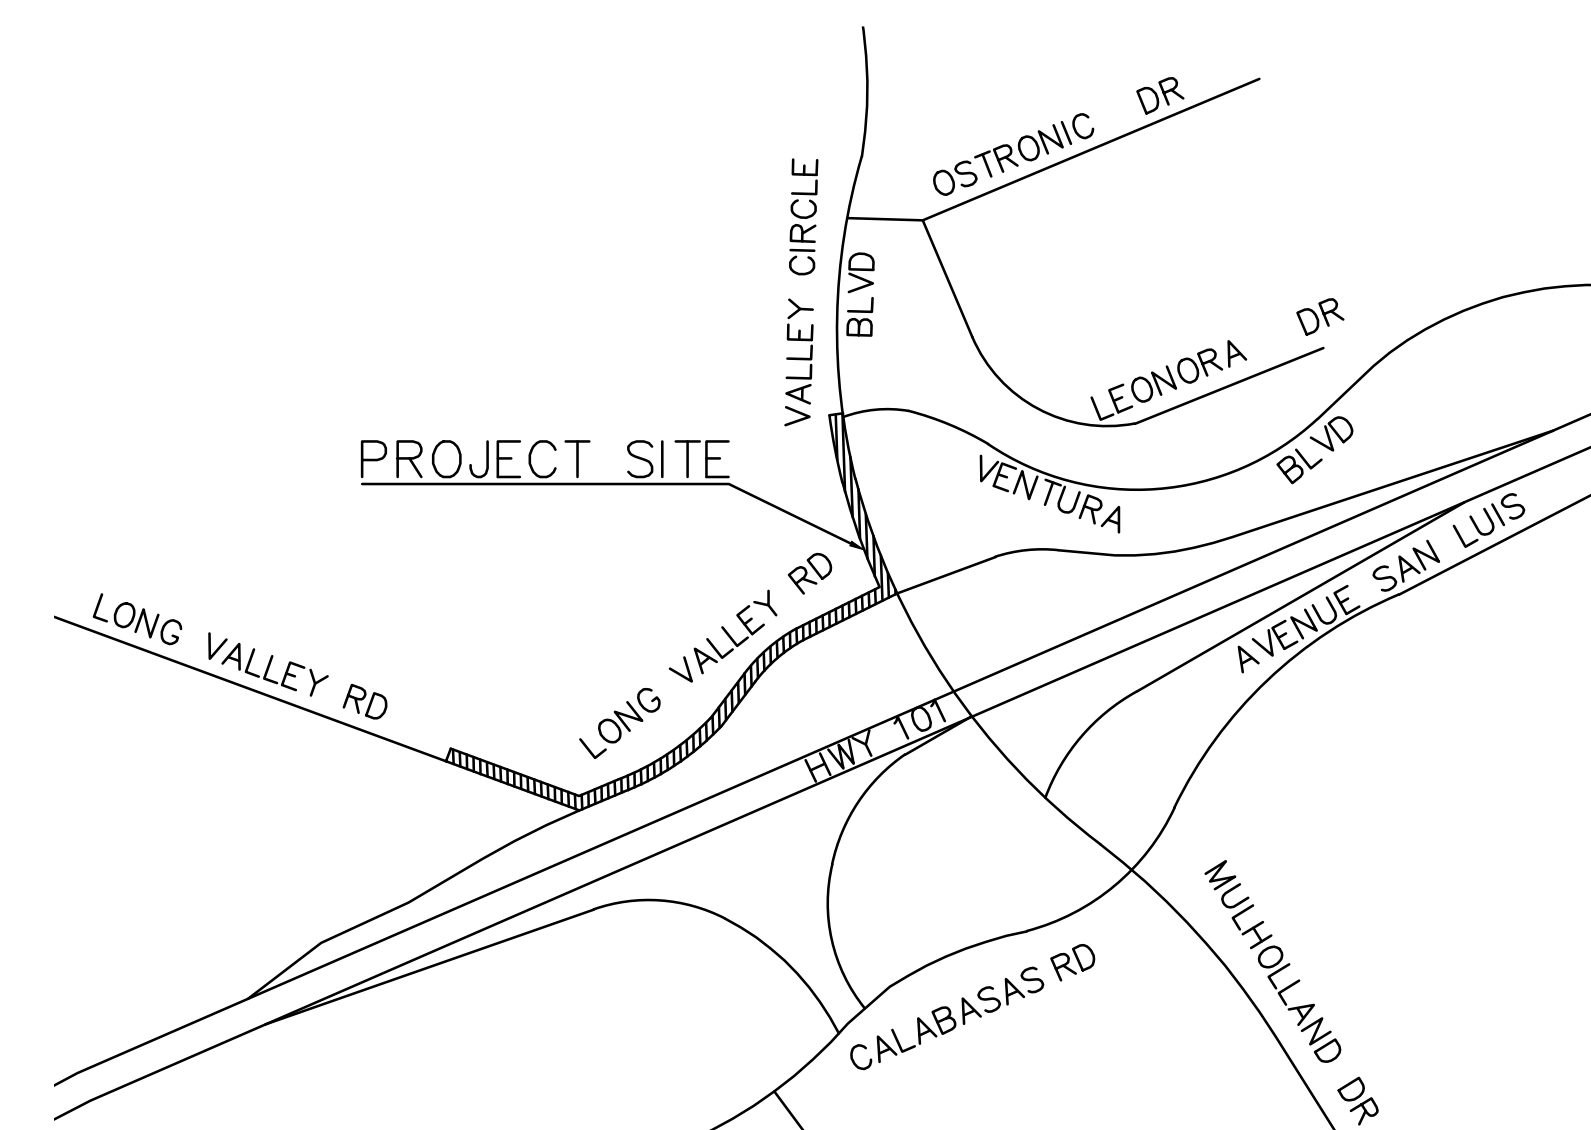 OSTRONIC DR
VALLEY CIRCLE
BLVD
LEONORA DR
PROJECT SITE
VENTURA
BLVD
AVENUE SAN LUIS
LONG VALLEY RD
LONG VALLEY RD
HWY 101
MULHOLLAND DR
CALABASAS RD